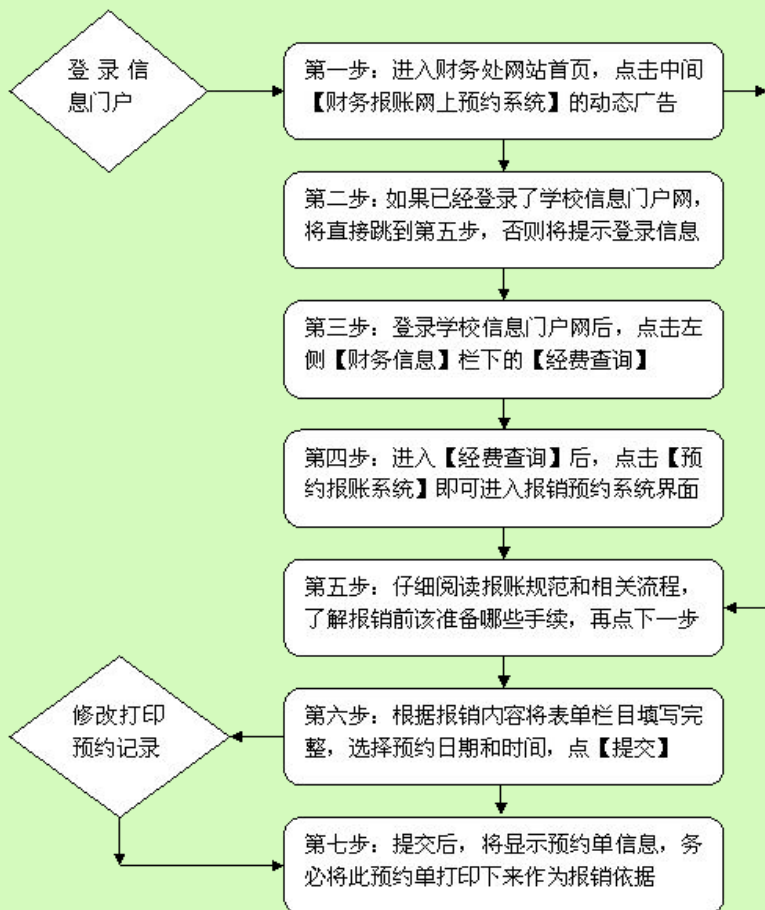 登录信
息门户
第一步：进入财务处网站首页，点击中间
【财务报账网上预约系统】的动态广告
第二步：如果已经登录了学校信息门户网，
将直接跳到第五步，否则将提示登录信息
第三步：登录学校信息门户网后，点击左
侧【财务信息】栏下的【经费查询】
第四步：进入【经费查询】后，点击【预
约报账系统】即可进入报销预约系统界面
第五步：仔细阅读报账规范和相关流程，
了解报销前该准备哪些手续，再点下一步
修改打印
预约记录
第六步：根据报销内容将表单栏目填写完
整，选择预约日期和时间，点【提交】
第七步：提交后，将显示预约单信息，务
必将此预约单打印下来作为报销依据